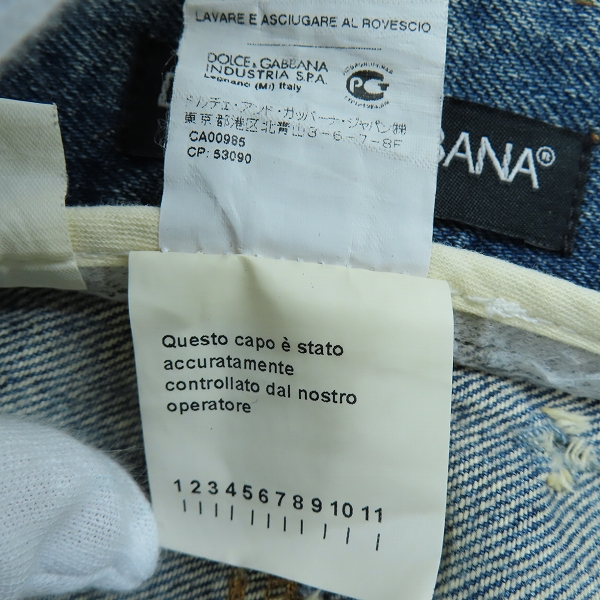 LAVARE E ASCIUGARE AL ROVESCIO
DOLCE & GABBANA
INDUSTRIA S.P.A.
Legnano (Mi) Italy
PG
ドルチェ・アンド・ガッバーナ・ジャパン㈱
東京都港区北青山3-6-7-8F
CA00985
CP: 53090
BANA®
Questo capo è stato
accuratamente
controllato dal nostro
operatore
1 2 3 4 5 6 7 8 9 10 11